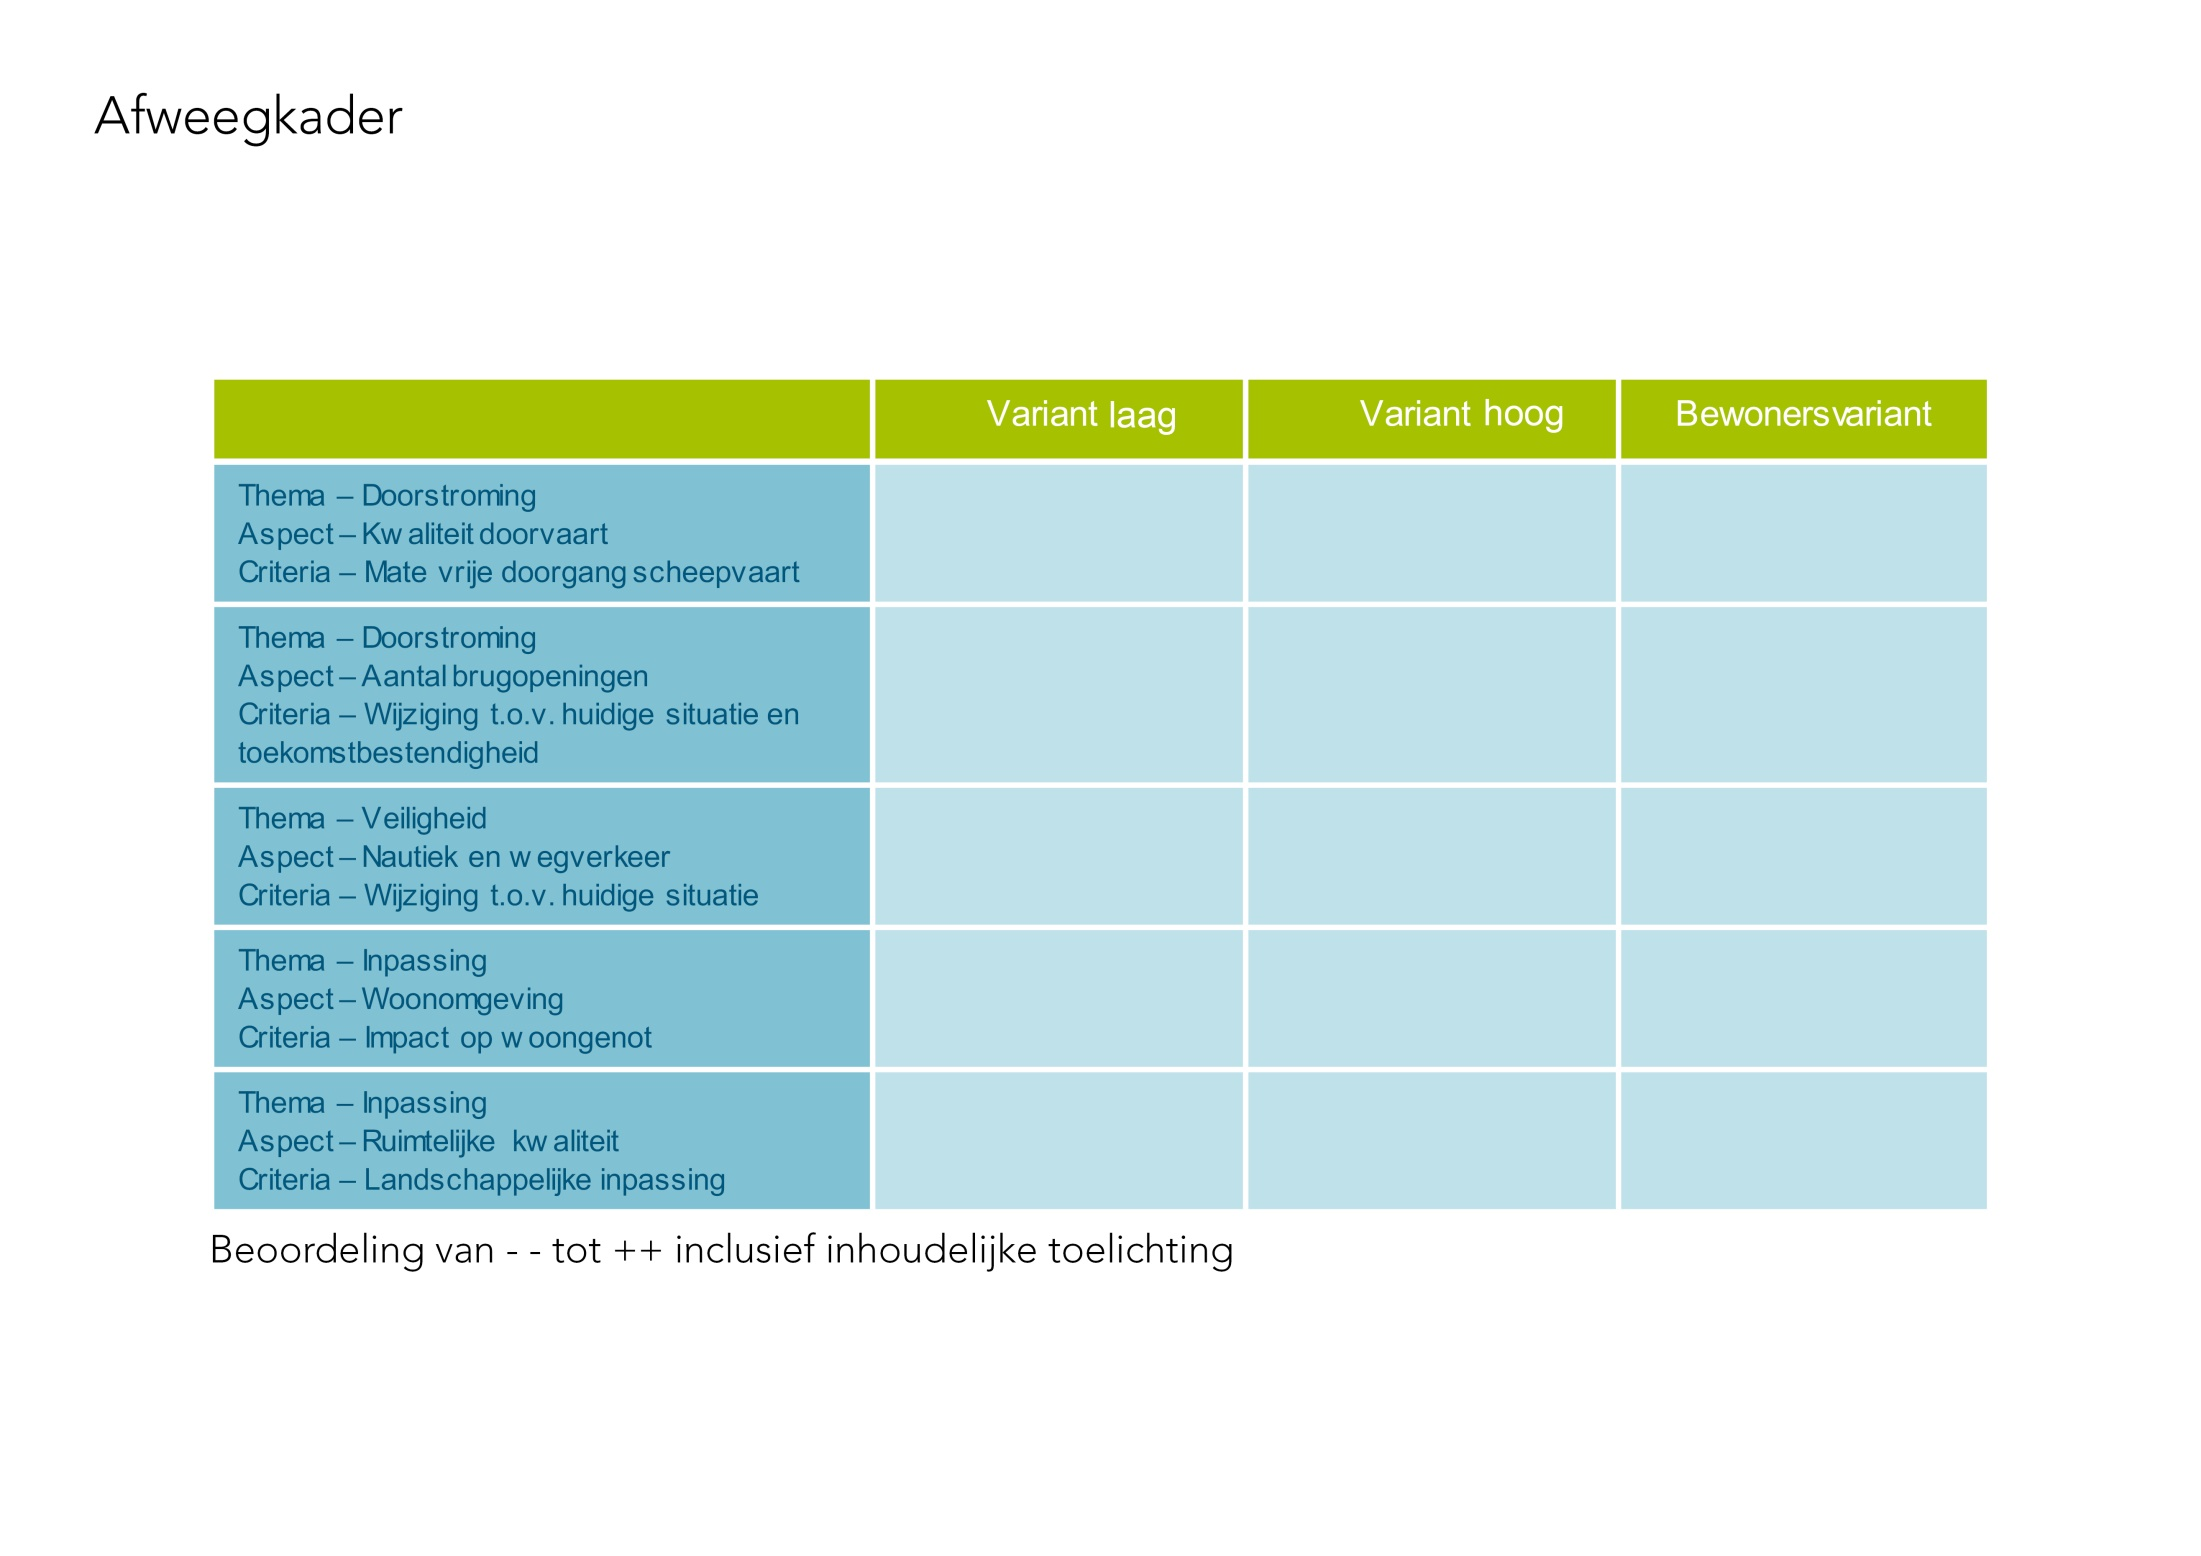 Afweegkader
Variant laag
Variant hoog
Bewonersvariant
Thema – Doorstroming
Aspect – Kwaliteit doorvaart
Criteria – Mate vrije doorgang scheepvaart
Thema – Doorstroming
Aspect – Aantal brugopeningen
Criteria – Wijziging t.o.v. huidige situatie en
toekomstbestendigheid
Thema – Veiligheid
Aspect – Nautiek en wegverkeer
Criteria – Wijziging t.o.v. huidige situatie
Thema – Inpassing
Aspect – Woonomgeving
Criteria – Impact op woongenot
Thema – Inpassing
Aspect – Ruimtelijke kwaliteit
Criteria – Landschappelijke inpassing
Beoordeling van - - tot ++ inclusief inhoudelijke toelichting